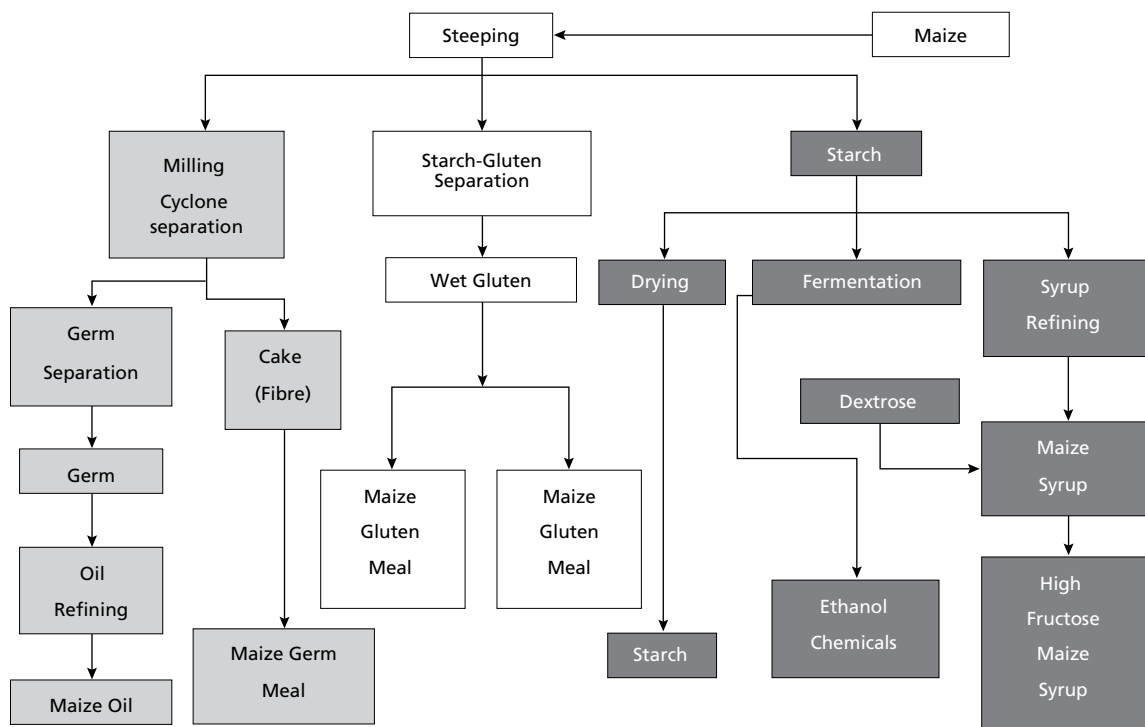 Steeping
Maize
Milling
Cyclone
separation
Starch-Gluten
Separation
Starch
Wet Gluten
Drying
Fermentation
Syrup
Refining
Germ
Separation
Cake
(Fibre)
Dextrose
Maize
Syrup
Germ
Maize
Gluten
Meal
Maize
Gluten
Meal
Oil
Refining
Ethanol
Chemicals
High
Fructose
Maize
Syrup
Maize Germ
Meal
Starch
Maize Oil